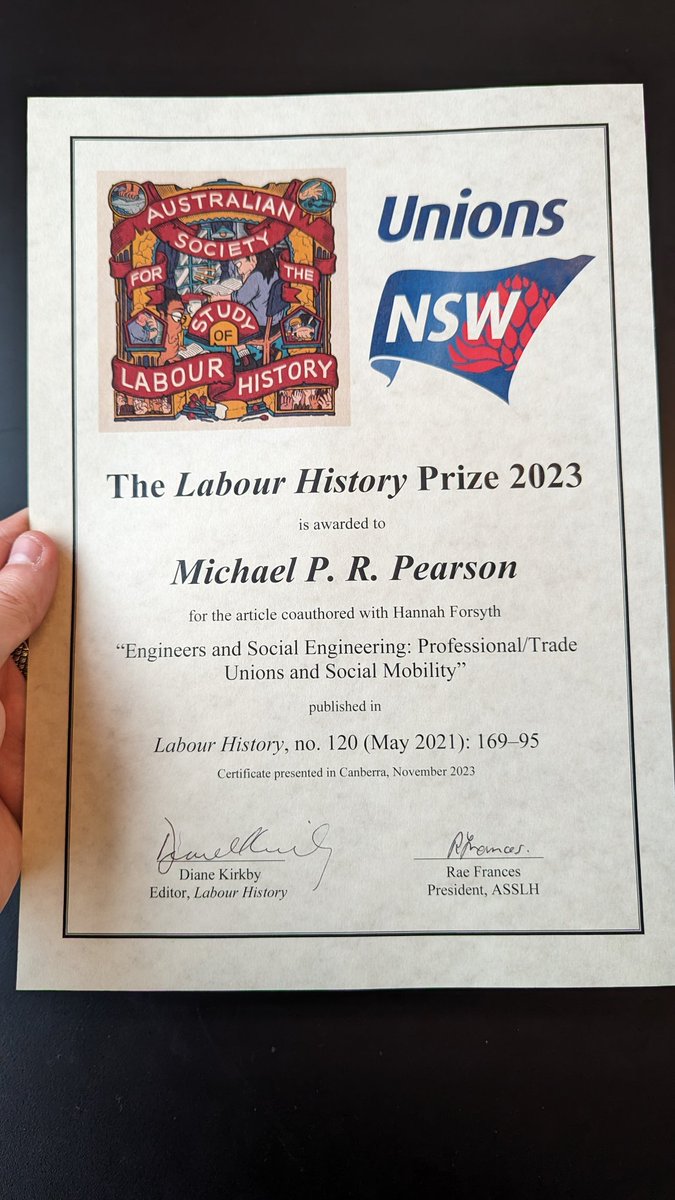 AUSTRALIAN
SOCIETY
FOR THE
STUDY
OF
LABOUR HISTORY
Unions
NSW
The Labour History Prize 2023
is awarded to
Michael P. R. Pearson
for the article coauthored with Hannah Forsyth
“Engineers and Social Engineering: Professional/Trade
Unions and Social Mobility”
published in
Labour History, no. 120 (May 2021): 169–95
Certificate presented in Canberra, November 2023
Diane Kirkby
Editor, Labour History
R Frances.
Rae Frances
President, ASSLH